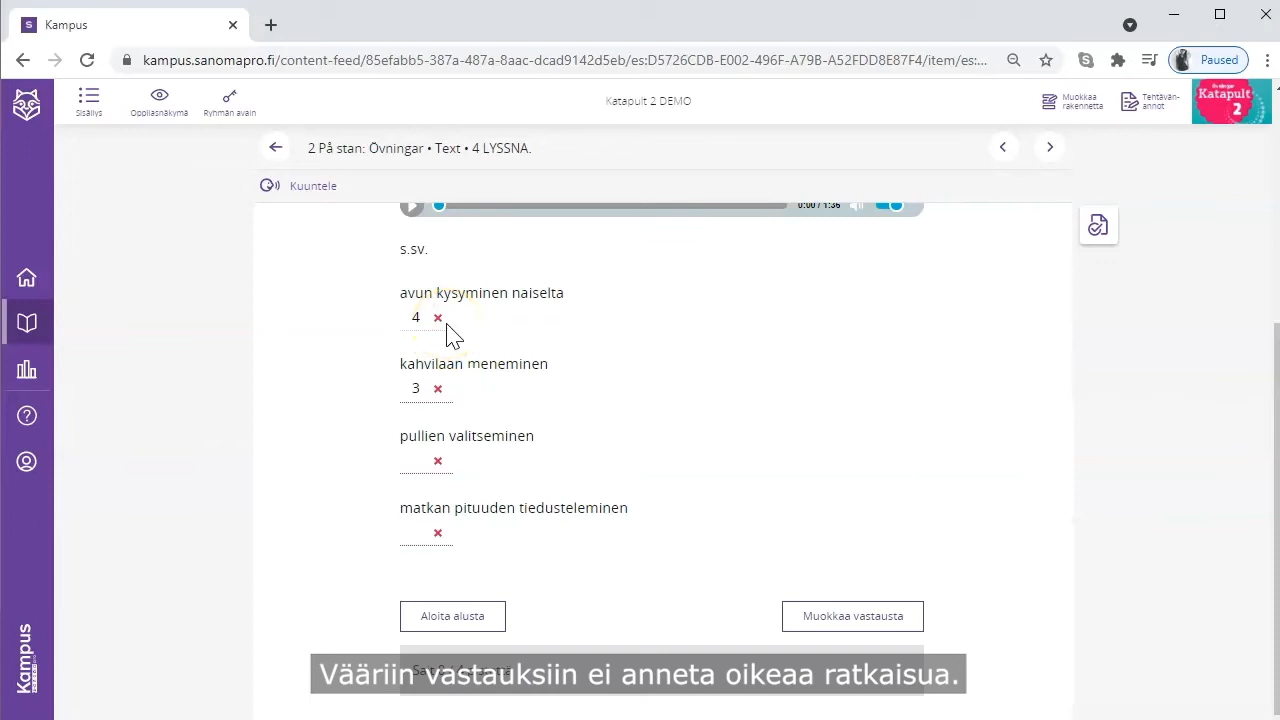 Kampus
kampus.sanomapro.fi/content-feed/85efabb5-387a-487a-8aac-dcad9142d5eb/es:D5726CDB-E002-496F-A79B-A52FDD8E87F4/item/es:...
Paused
Sisällys
Oppilasnäkymä
Ryhmän avain
Katapult 2 DEMO
Muokkaa rakennetta
Tehtävän-
annot
Katapult 2
2 På stan: Övningar • Text • 4 LYSSNA.
Kuuntele
0:00 / 1:36
s.sv.
avun kysyminen naiselta
4
kahvilaan meneminen
3
pullien valitseminen
matkan pituuden tiedusteleminen
Aloita alusta
Muokkaa vastausta
Vääriin vastauksiin ei anneta oikeaa ratkaisua.
Kampus